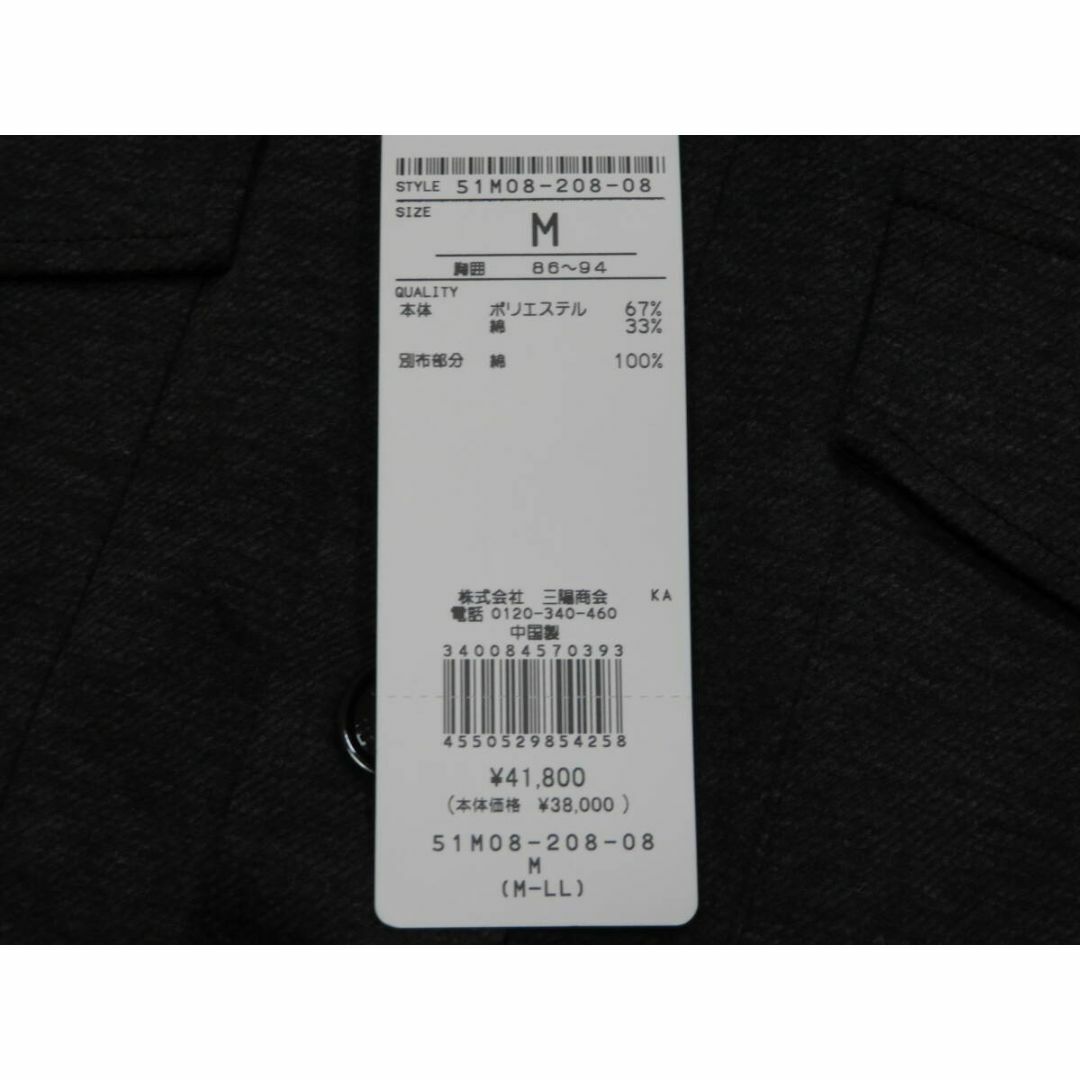 STYLE 51M08-208-08
SIZE
M
胸囲 86〜94
QUALITY
本体 ポリエステル 67%
綿 33%
別布部分 綿 100%
株式会社 三陽商会 KA
電話 0120-340-460
中国製
340084570393
4550529854258
¥41,800
(本体価格 ¥38,000)
51M08-208-08
M
(M-LL)